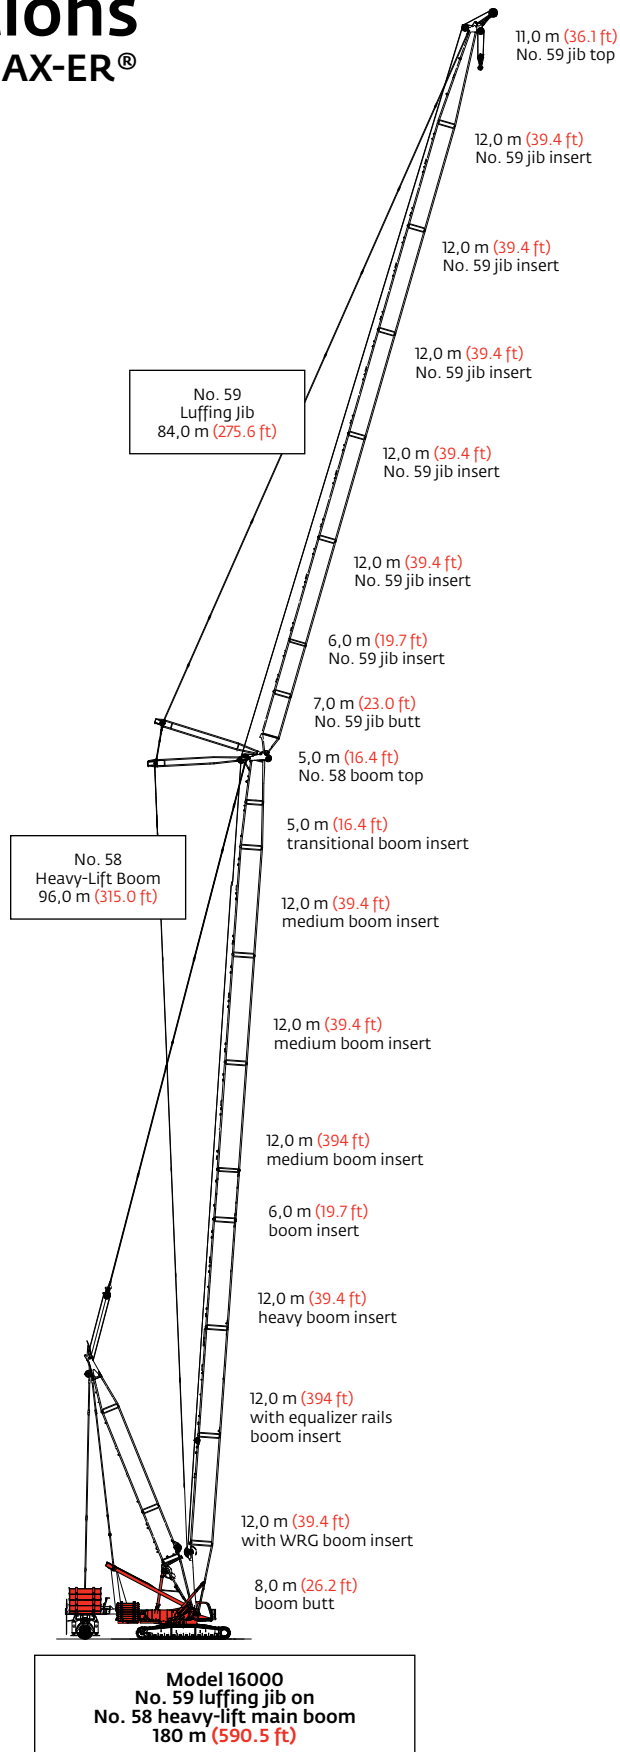 tions
AX-ER®
11,0 m (36.1 ft)
No. 59 jib top
12,0 m (39.4 ft)
No. 59 jib insert
12,0 m (39.4 ft)
No. 59 jib insert
12,0 m (39.4 ft)
No. 59 jib insert
No. 59
Luffing Jib
84,0 m (275.6 ft)
12,0 m (39.4 ft)
No. 59 jib insert
12,0 m (39.4 ft)
No. 59 jib insert
6,0 m (19.7 ft)
No. 59 jib insert
7,0 m (23.0 ft)
No. 59 jib butt
5,0 m (16.4 ft)
No. 58 boom top
5,0 m (16.4 ft)
transitional boom insert
No. 58
Heavy-Lift Boom
96,0 m (315.0 ft)
12,0 m (39.4 ft)
medium boom insert
12,0 m (39.4 ft)
medium boom insert
12,0 m (394 ft)
medium boom insert
6,0 m (19.7 ft)
boom insert
12,0 m (39.4 ft)
heavy boom insert
12,0 m (394 ft)
with equalizer rails
boom insert
12,0 m (39.4 ft)
with WRG boom insert
8,0 m (26.2 ft)
boom butt
Model 16000
No. 59 luffing jib on
No. 58 heavy-lift main boom
180 m (590.5 ft)